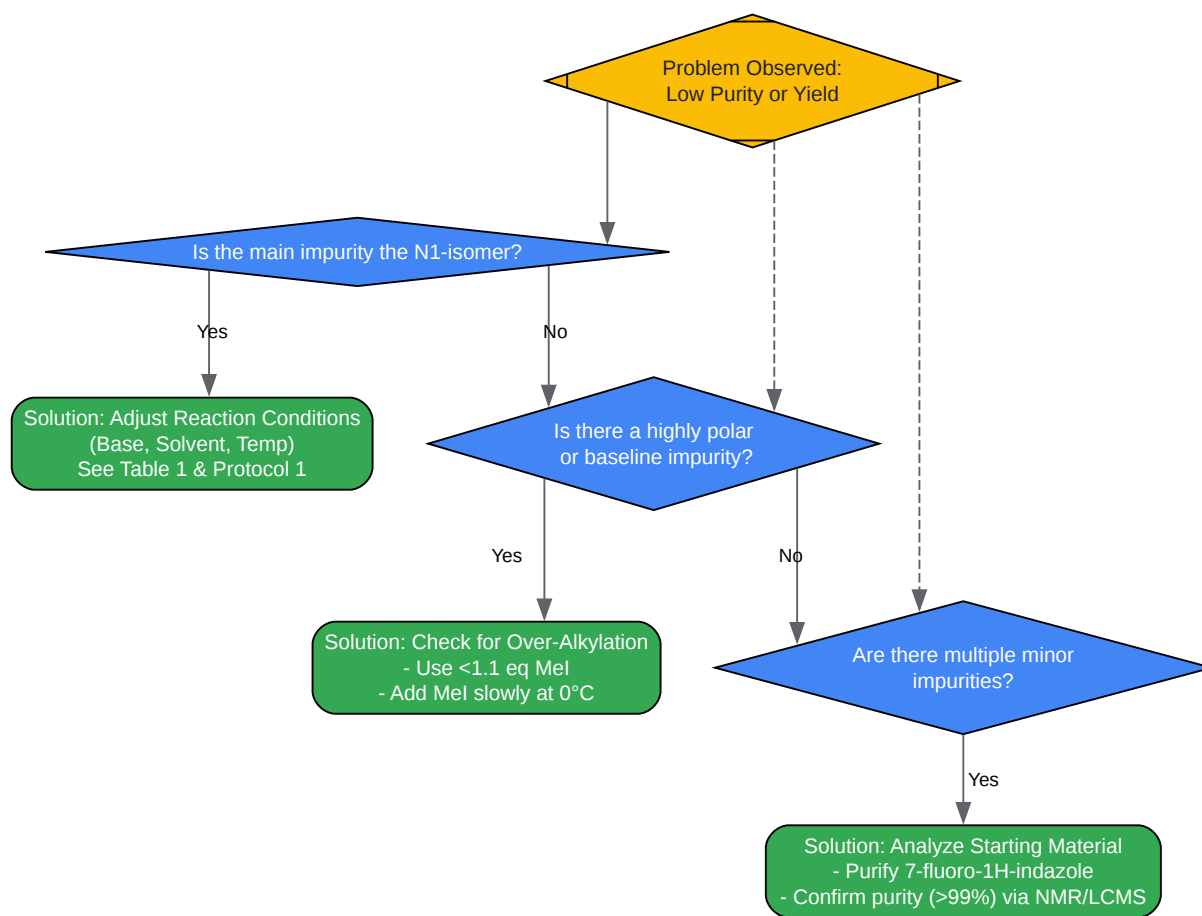 Problem Observed:
Low Purity or Yield
Is the main impurity the N1-isomer?
Yes
No
Solution: Adjust Reaction Conditions
(Base, Solvent, Temp)
See Table 1 & Protocol 1
Is there a highly polar
or baseline impurity?
Yes
No
Solution: Check for Over-Alkylation
- Use <1.1 eq MeI
- Add MeI slowly at 0°C
Are there multiple minor
impurities?
Yes
Solution: Analyze Starting Material
- Purify 7-fluoro-1H-indazole
- Confirm purity (>99%) via NMR/LCMS